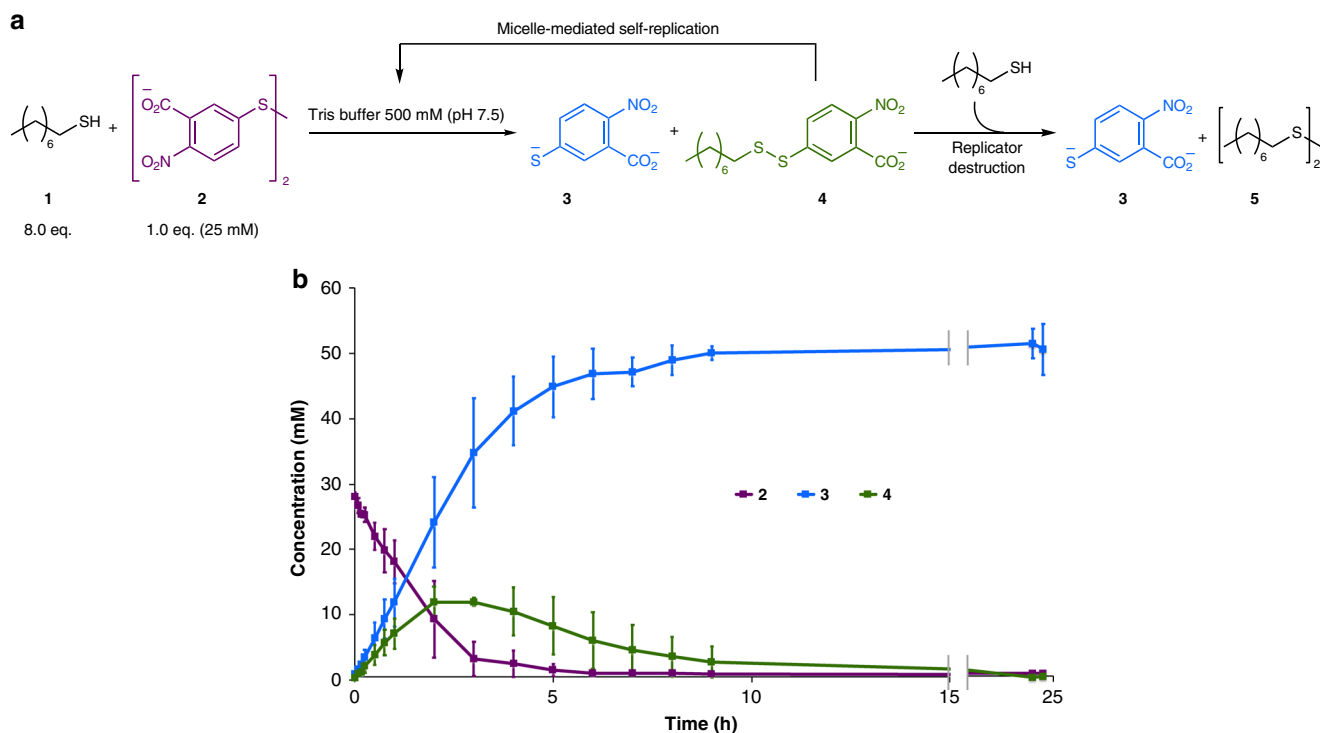 a
Micelle-mediated self-replication
O₂C⁻
S
NO₂
2
( )₆ SH
+
Tris buffer 500 mM (pH 7.5)
NO₂
CO₂⁻
S⁻
+
( )₆ S S
NO₂
CO₂⁻
( )₆ SH
Replicator
destruction
NO₂
CO₂⁻
S⁻
+
( )₆ S
2
1 2 3 4 3 5
8.0 eq. 1.0 eq. (25 mM)
b
Concentration (mM)
60
50
40
30
20
10
0
2 3 4
0 5 10 15 25
Time (h)